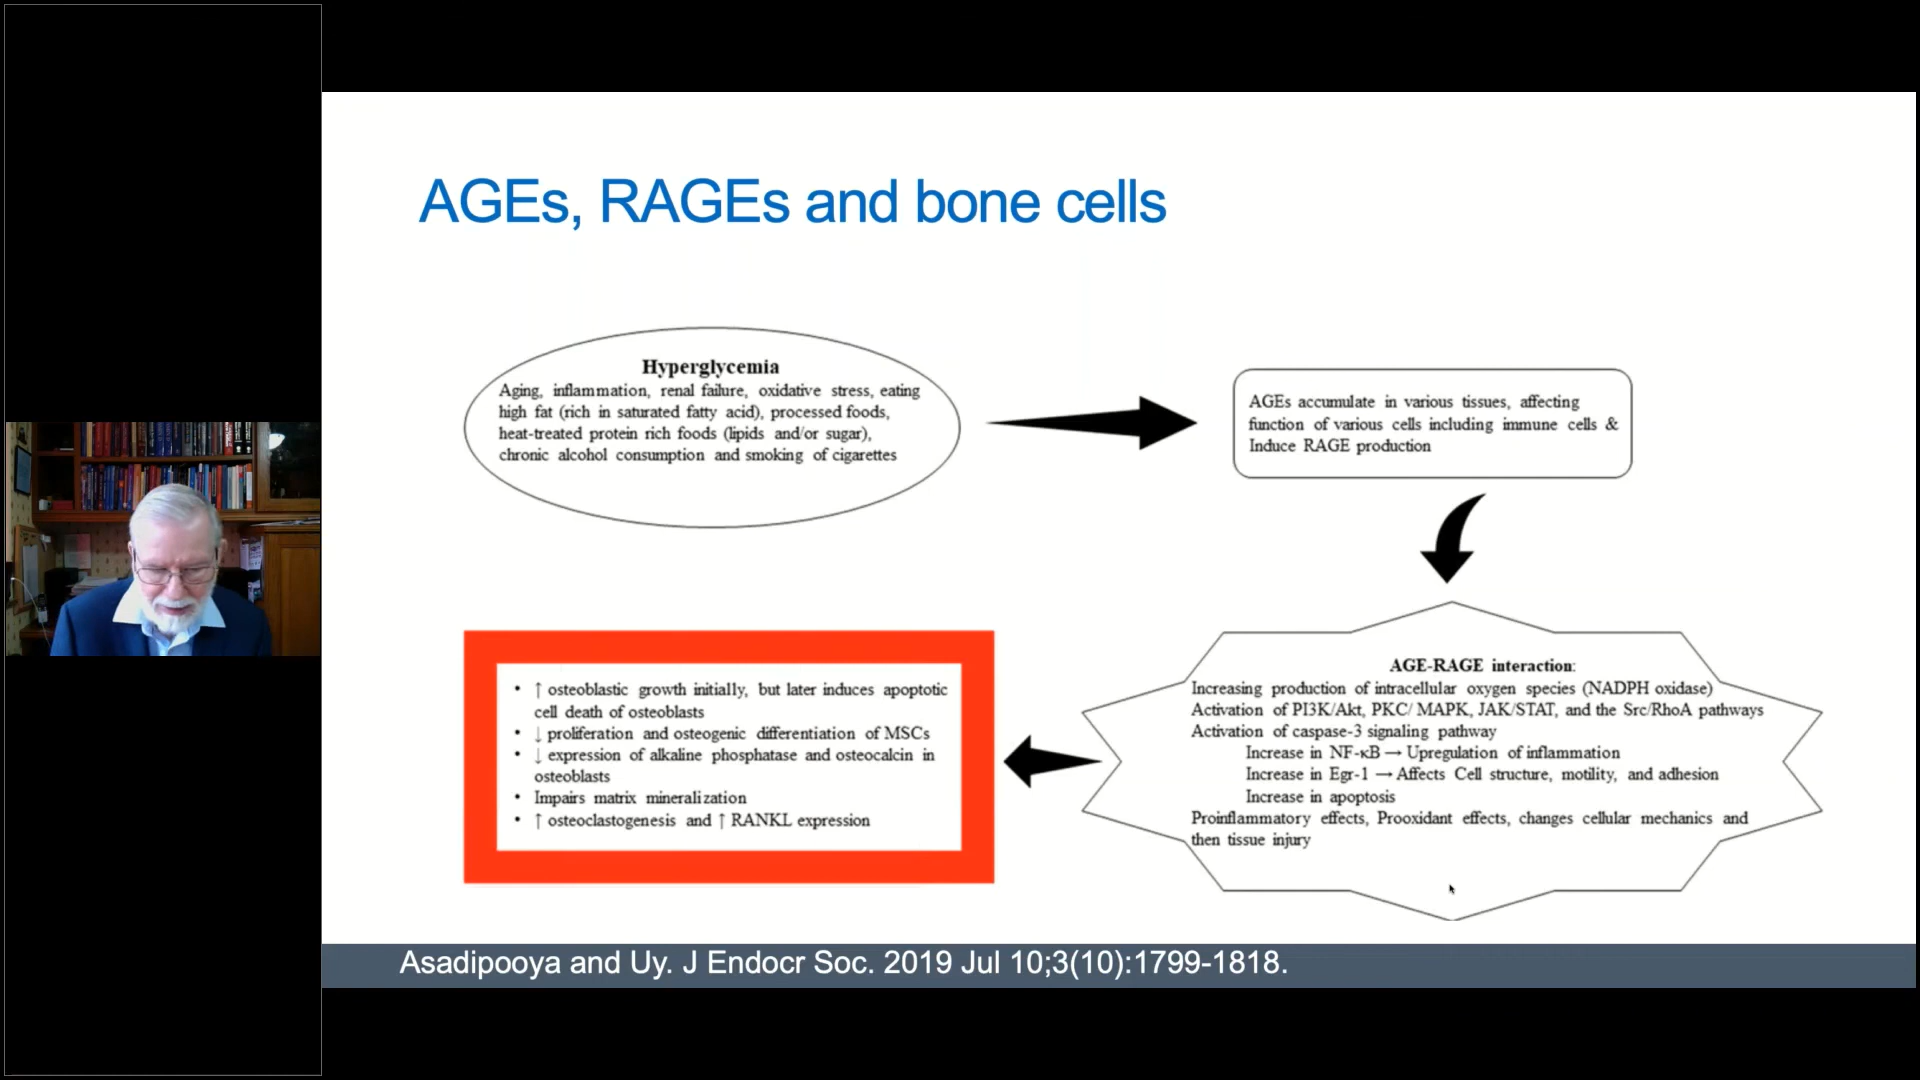 AGEs, RAGEs and bone cells
Hyperglycemia
Aging, inflammation, renal failure, oxidative stress, eating
high fat (rich in saturated fatty acid), processed foods,
heat-treated protein rich foods (lipids and/or sugar),
chronic alcohol consumption and smoking of cigarettes
AGEs accumulate in various tissues, affecting
function of various cells including immune cells &
Induce RAGE production
AGE-RAGE interaction:
Increasing production of intracellular oxygen species (NADPH oxidase)
Activation of PI3K/Akt, PKC/ MAPK, JAK/STAT, and the Src/RhoA pathways
Activation of caspase-3 signaling pathway
Increase in NF-κB → Upregulation of inflammation
Increase in Egr-1 → Affects Cell structure, motility, and adhesion
Increase in apoptosis
Proinflammatory effects, Prooxidant effects, changes cellular mechanics and
then tissue injury
• ↑ osteoblastic growth initially, but later induces apoptotic
cell death of osteoblasts
• ↓ proliferation and osteogenic differentiation of MSCs
• ↓ expression of alkaline phosphatase and osteocalcin in
osteoblasts
• Impairs matrix mineralization
• ↑ osteoclastogenesis and ↑ RANKL expression
Asadipooya and Uy. J Endocr Soc. 2019 Jul 10;3(10):1799-1818.